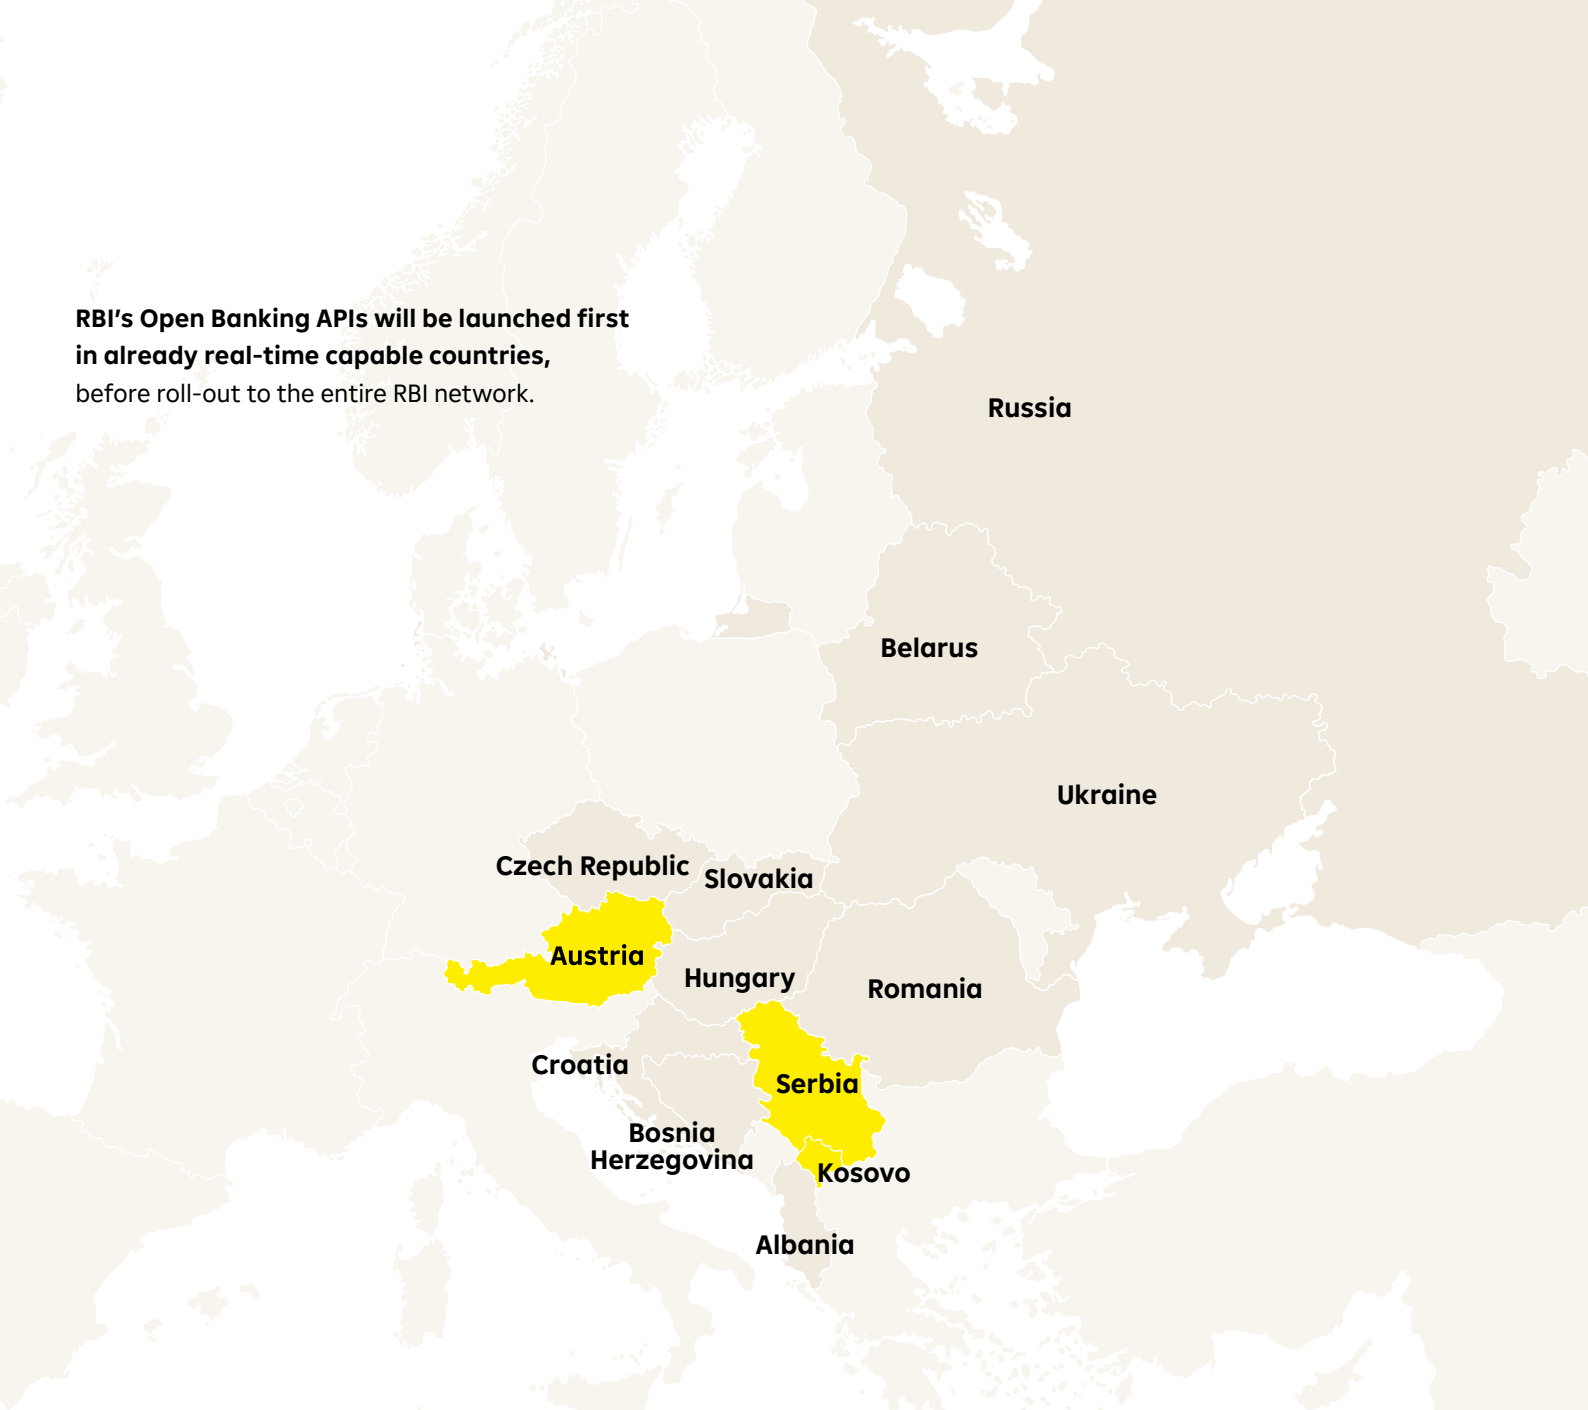 RBI’s Open Banking APIs will be launched first
in already real-time capable countries,
before roll-out to the entire RBI network.
Russia
Belarus
Ukraine
Czech Republic
Slovakia
Austria
Hungary
Romania
Croatia
Serbia
Bosnia
Herzegovina
Kosovo
Albania